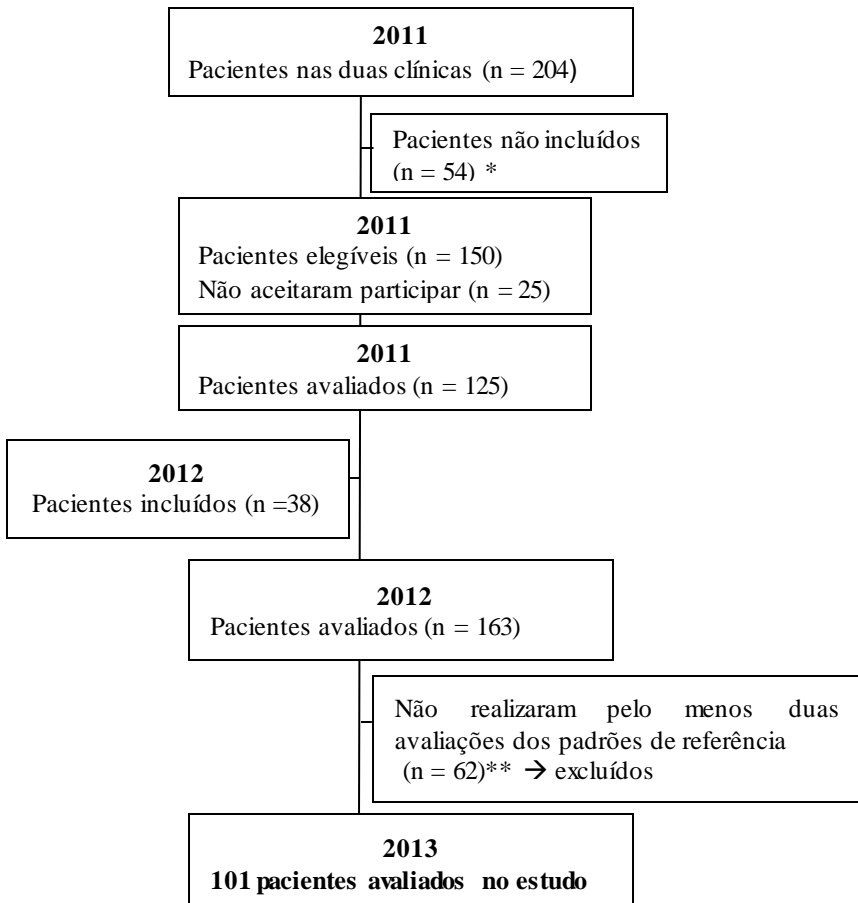 2011
Pacientes nas duas clínicas (n = 204)
Pacientes não incluídos
(n = 54) *
2011
Pacientes elegíveis (n = 150)
Não aceitaram participar (n = 25)
2011
Pacientes avaliados (n = 125)
2012
Pacientes incluídos (n =38)
2012
Pacientes avaliados (n = 163)
Não realizaram pelo menos duas
avaliações dos padrões de referência
(n = 62)** → excluídos
2013
101 pacientes avaliados no estudo